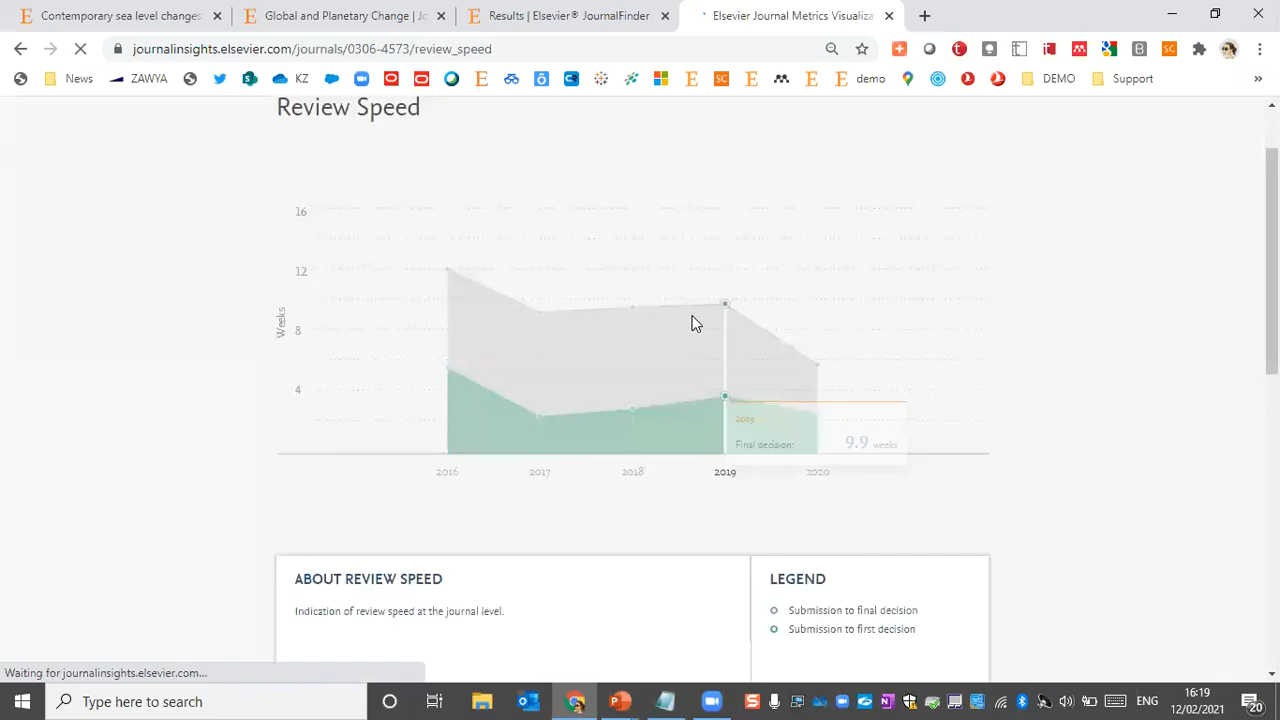 Contemporary sea level changes
Global and Planetary Change | Jo
Results | Elsevier® JournalFinder
Elsevier Journal Metrics Visualiza
journalinsights.elsevier.com/journals/0306-4573/review_speed
News
ZAWYA
KZ
demo
DEMO
Support
Review Speed
16
12
8
4
Weeks
2019
Final decision: 9.9 weeks
2016 2017 2018 2019 2020
ABOUT REVIEW SPEED
Indication of review speed at the journal level.
LEGEND
Submission to final decision
Submission to first decision
Waiting for journalinsights.elsevier.com...
Type here to search
ENG
16:19
12/02/2021
20